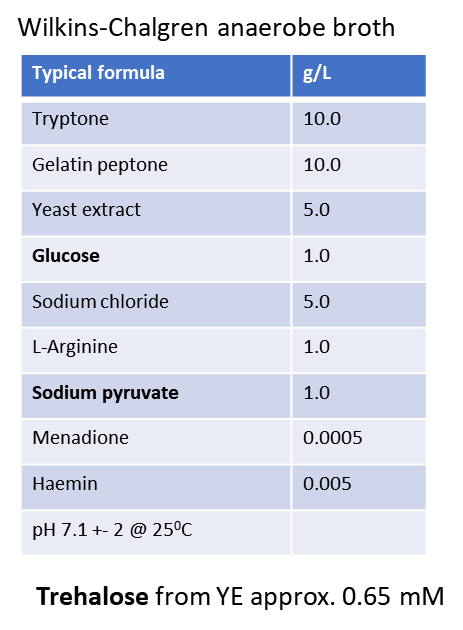 Wilkins-Chalgren anaerobe broth
Typical formula g/L
Tryptone 10.0
Gelatin peptone 10.0
Yeast extract 5.0
Glucose 1.0
Sodium chloride 5.0
L-Arginine 1.0
Sodium pyruvate 1.0
Menadione 0.0005
Haemin 0.005
pH 7.1 +- 2 @ 25⁰C
Trehalose from YE approx. 0.65 mM